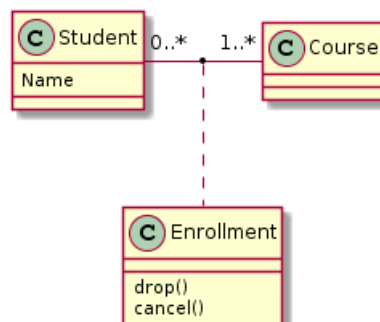 C Student
0..*
1..*
C Course
Name
C Enrollment
drop()
cancel()